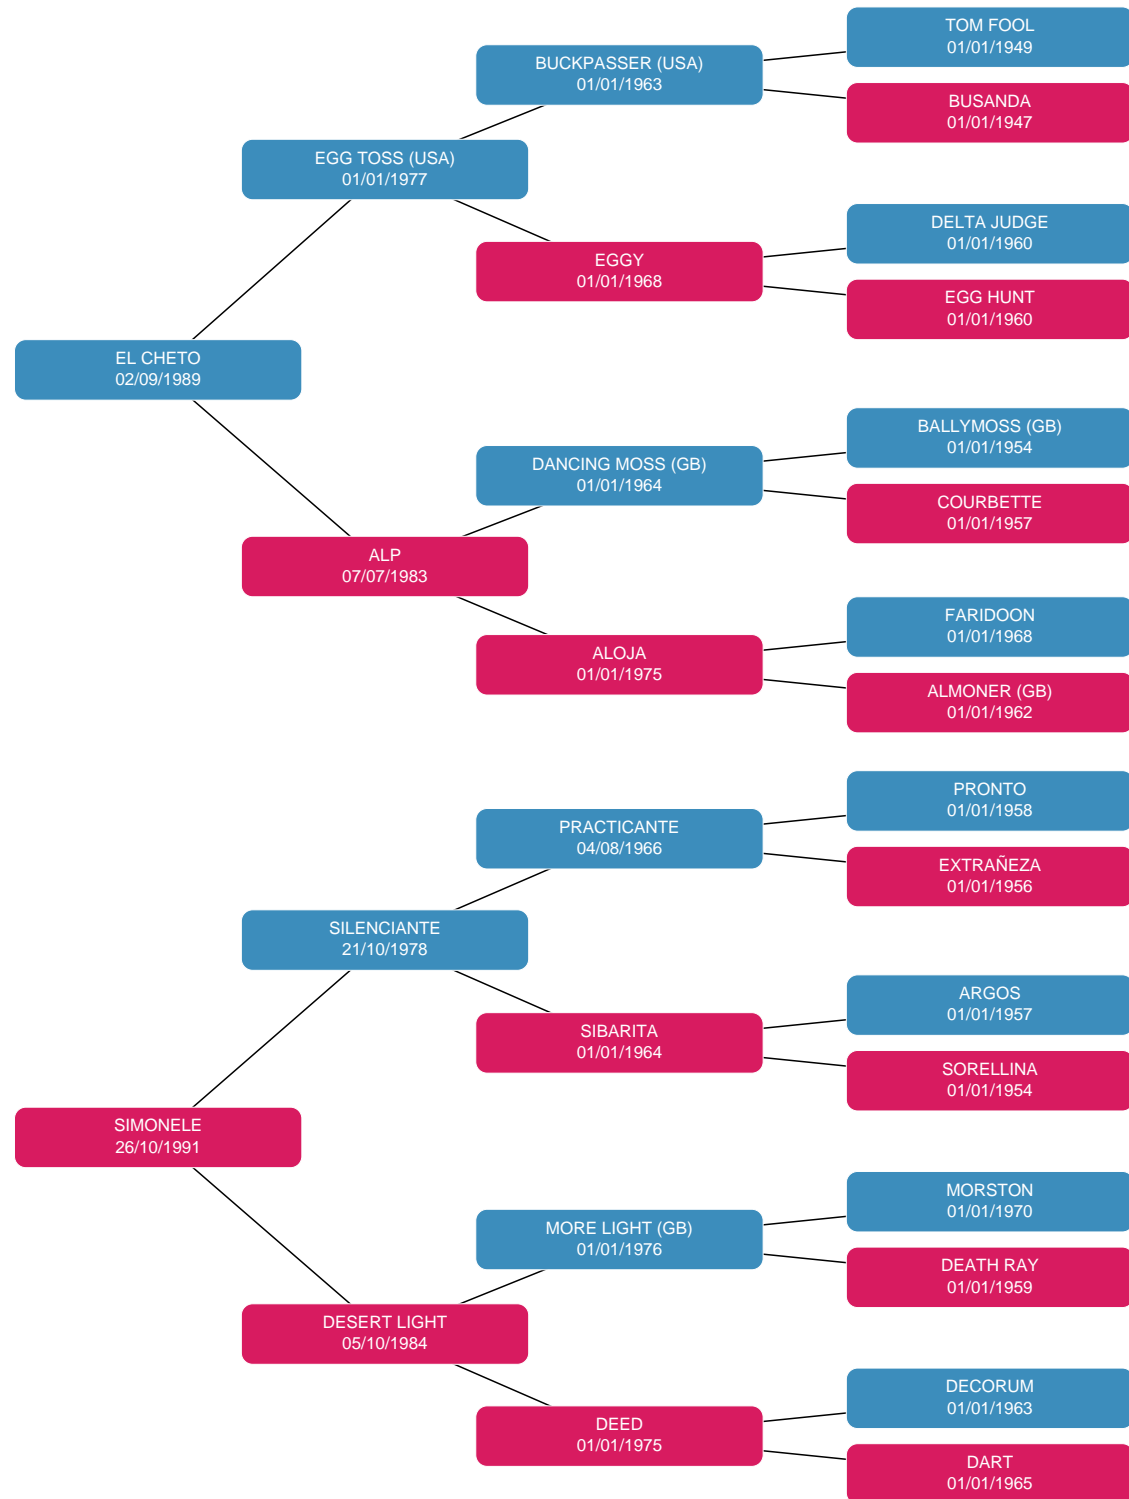 TOM FOOL
01/01/1949
BUCKPASSER (USA)
01/01/1963
BUSANDA
01/01/1947
EGG TOSS (USA)
01/01/1977
DELTA JUDGE
01/01/1960
EGGY
01/01/1968
EGG HUNT
01/01/1960
EL CHETO
02/09/1989
BALLYMOSS (GB)
01/01/1954
DANCING MOSS (GB)
01/01/1964
COURBETTE
01/01/1957
ALP
07/07/1983
FARIDOON
01/01/1968
ALOJA
01/01/1975
ALMONER (GB)
01/01/1962
PRONTO
01/01/1958
PRACTICANTE
04/08/1966
EXTRAÑEZA
01/01/1956
SILENCIANTE
21/10/1978
ARGOS
01/01/1957
SIBARITA
01/01/1964
SORELLINA
01/01/1954
SIMONELE
26/10/1991
MORSTON
01/01/1970
MORE LIGHT (GB)
01/01/1976
DEATH RAY
01/01/1959
DESERT LIGHT
05/10/1984
DECORUM
01/01/1963
DEED
01/01/1975
DART
01/01/1965